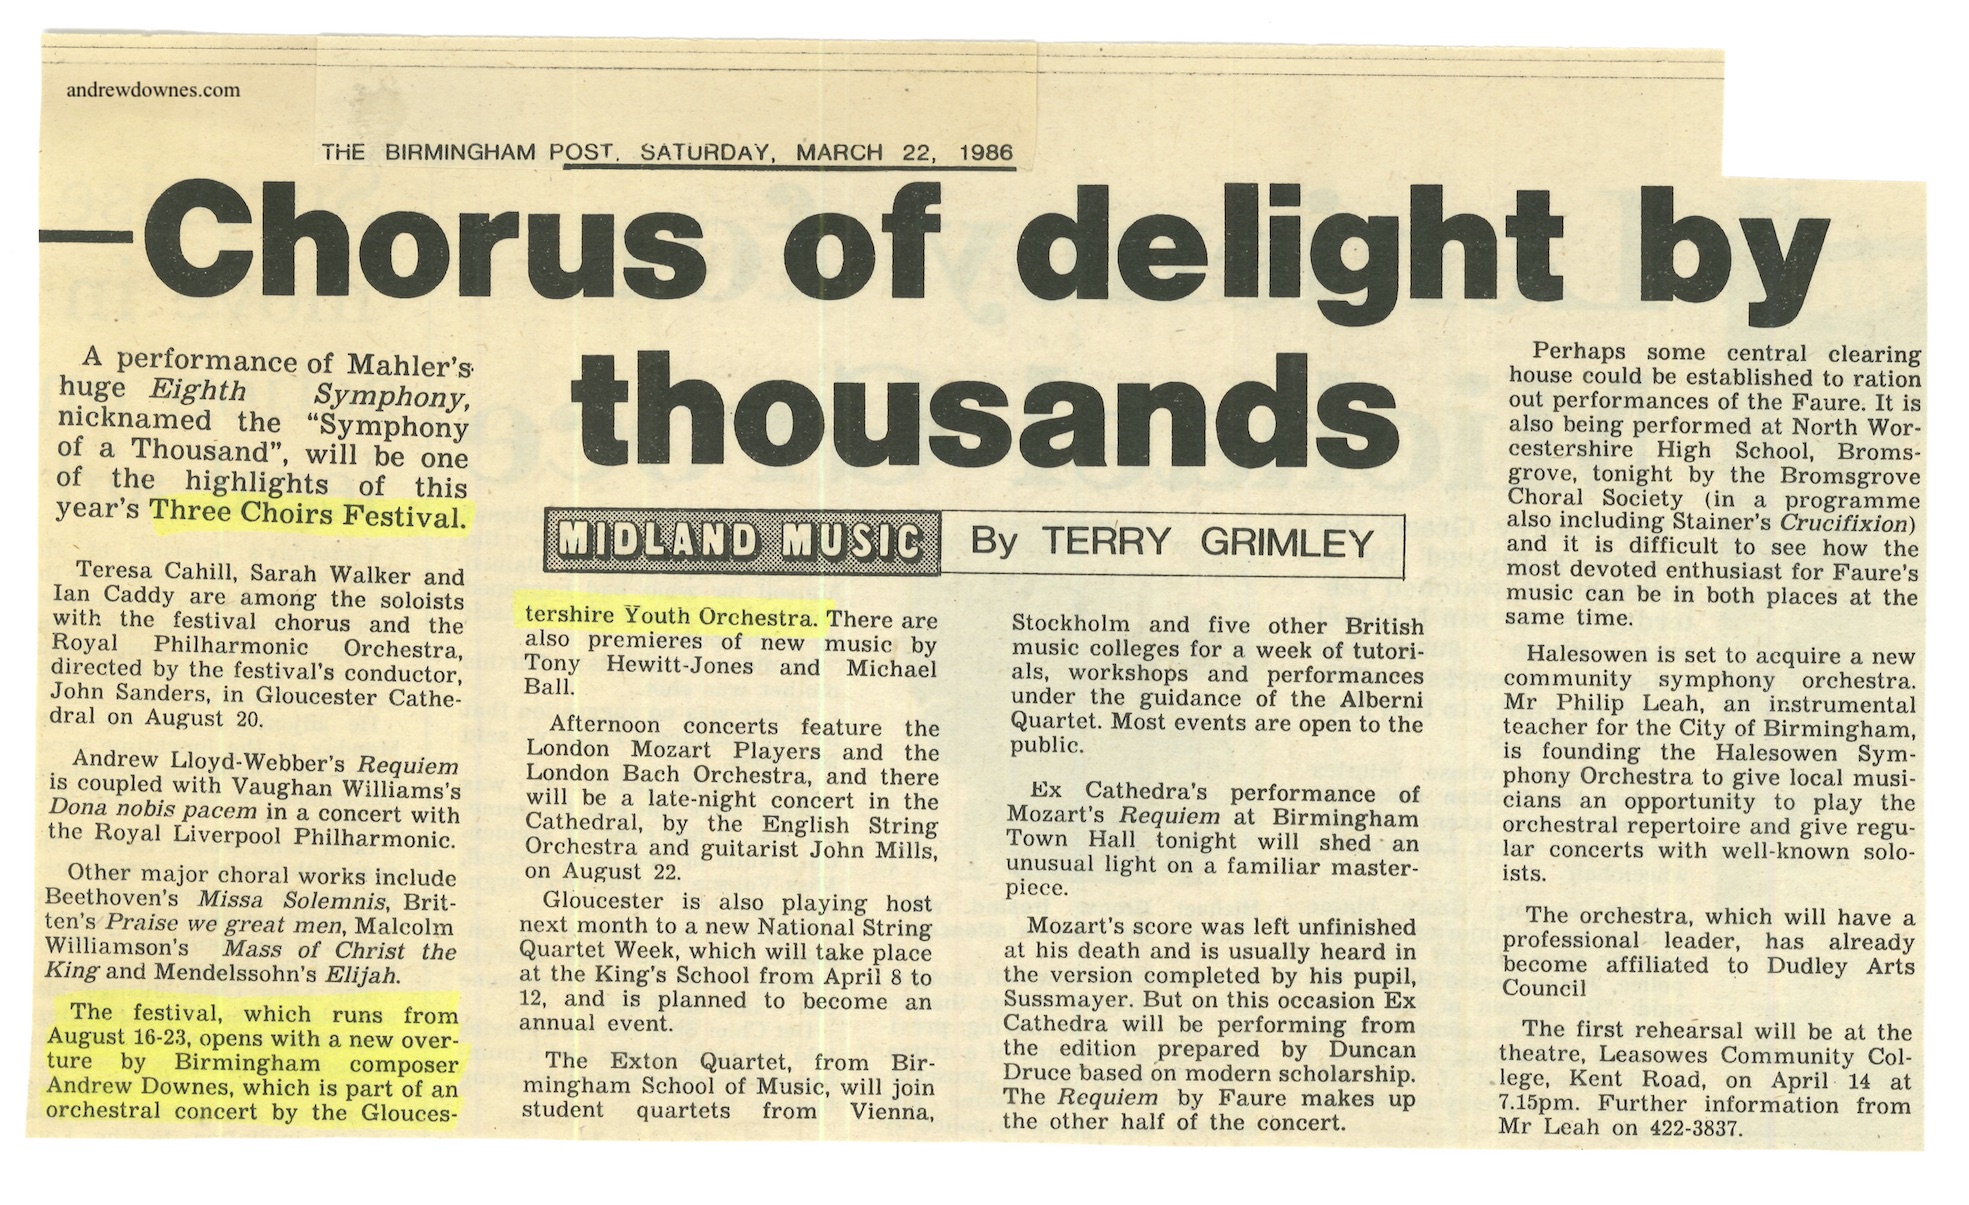 andrewdownes.com
THE BIRMINGHAM POST, SATURDAY, MARCH 22, 1986
Chorus of delight by
thousands
MIDLAND MUSIC By TERRY GRIMLEY
A performance of Mahler's
huge Eighth Symphony,
nicknamed the "Symphony
of a Thousand", will be one
of the highlights of this
year's Three Choirs Festival.
Teresa Cahill, Sarah Walker and
Ian Caddy are among the soloists
with the festival chorus and the
Royal Philharmonic Orchestra,
directed by the festival's conductor,
John Sanders, in Gloucester Cathe-
dral on August 20.
Andrew Lloyd-Webber's Requiem
is coupled with Vaughan Williams's
Dona nobis pacem in a concert with
the Royal Liverpool Philharmonic.
Other major choral works include
Beethoven's Missa Solemnis, Brit-
ten's Praise we great men, Malcolm
Williamson's Mass of Christ the
King and Mendelssohn's Elijah.
The festival, which runs from
August 16-23, opens with a new over-
ture by Birmingham composer
Andrew Downes, which is part of an
orchestral concert by the Glouces-
tershire Youth Orchestra. There are
also premieres of new music by
Tony Hewitt-Jones and Michael
Ball.
Afternoon concerts feature the
London Mozart Players and the
London Bach Orchestra, and there
will be a late-night concert in the
Cathedral, by the English String
Orchestra and guitarist John Mills,
on August 22.
Gloucester is also playing host
next month to a new National String
Quartet Week, which will take place
at the King's School from April 8 to
12, and is planned to become an
annual event.
The Exton Quartet, from Bir-
mingham School of Music, will join
student quartets from Vienna,
Stockholm and five other British
music colleges for a week of tutori-
als, workshops and performances
under the guidance of the Alberni
Quartet. Most events are open to the
public.
Ex Cathedra's performance of
Mozart's Requiem at Birmingham
Town Hall tonight will shed an
unusual light on a familiar master-
piece.
Mozart's score was left unfinished
at his death and is usually heard in
the version completed by his pupil,
Sussmayer. But on this occasion Ex
Cathedra will be performing from
the edition prepared by Duncan
Druce based on modern scholarship.
The Requiem by Faure makes up
the other half of the concert.
Perhaps some central clearing
house could be established to ration
out performances of the Faure. It is
also being performed at North Wor-
cestershire High School, Broms-
grove, tonight by the Bromsgrove
Choral Society (in a programme
also including Stainer's Crucifixion)
and it is difficult to see how the
most devoted enthusiast for Faure's
music can be in both places at the
same time.
Halesowen is set to acquire a new
community symphony orchestra.
Mr Philip Leah, an instrumental
teacher for the City of Birmingham,
is founding the Halesowen Sym-
phony Orchestra to give local musi-
cians an opportunity to play the
orchestral repertoire and give regu-
lar concerts with well-known solo-
ists.
The orchestra, which will have a
professional leader, has already
become affiliated to Dudley Arts
Council
The first rehearsal will be at the
theatre, Leasowes Community Col-
lege, Kent Road, on April 14 at
7.15pm. Further information from
Mr Leah on 422-3837.